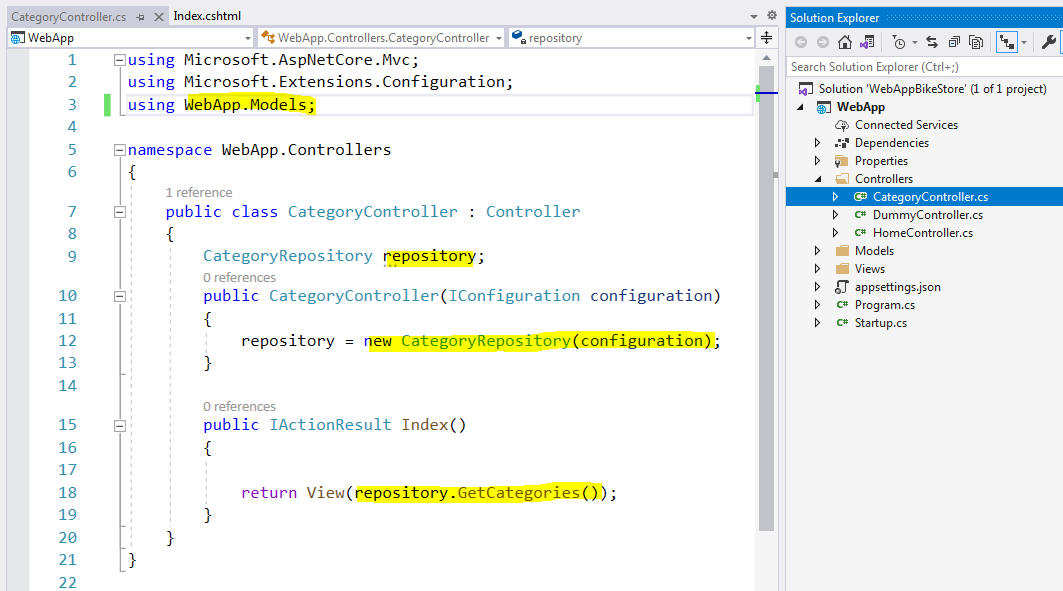 CategoryController.cs Index.cshtml
WebApp WebApp.Controllers.CategoryController repository
1 using Microsoft.AspNetCore.Mvc;
2 using Microsoft.Extensions.Configuration;
3 using WebApp.Models;
4
5 namespace WebApp.Controllers
6 {
1 reference
7 public class CategoryController : Controller
8 {
9 CategoryRepository repository;
0 references
10 public CategoryController(IConfiguration configuration)
11 {
12 repository = new CategoryRepository(configuration);
13 }
14
0 references
15 public IActionResult Index()
16 {
17
18 return View(repository.GetCategories());
19 }
20 }
21 }
22
Solution Explorer
Search Solution Explorer (Ctrl+;)
Solution 'WebAppBikeStore' (1 of 1 project)
WebApp
Connected Services
Dependencies
Properties
Controllers
C# CategoryController.cs
C# DummyController.cs
C# HomeController.cs
Models
Views
appsettings.json
C# Program.cs
C# Startup.cs